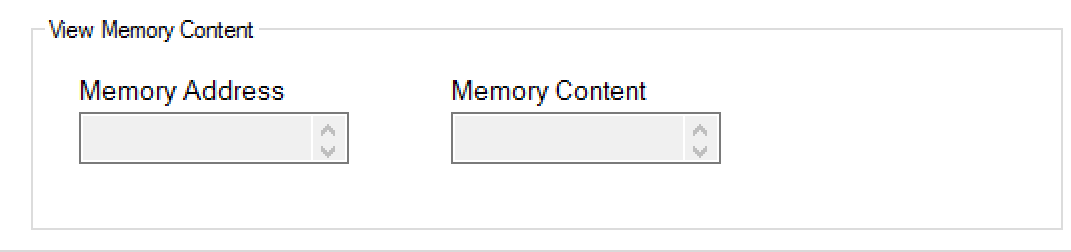 View Memory Content
Memory Address Memory Content